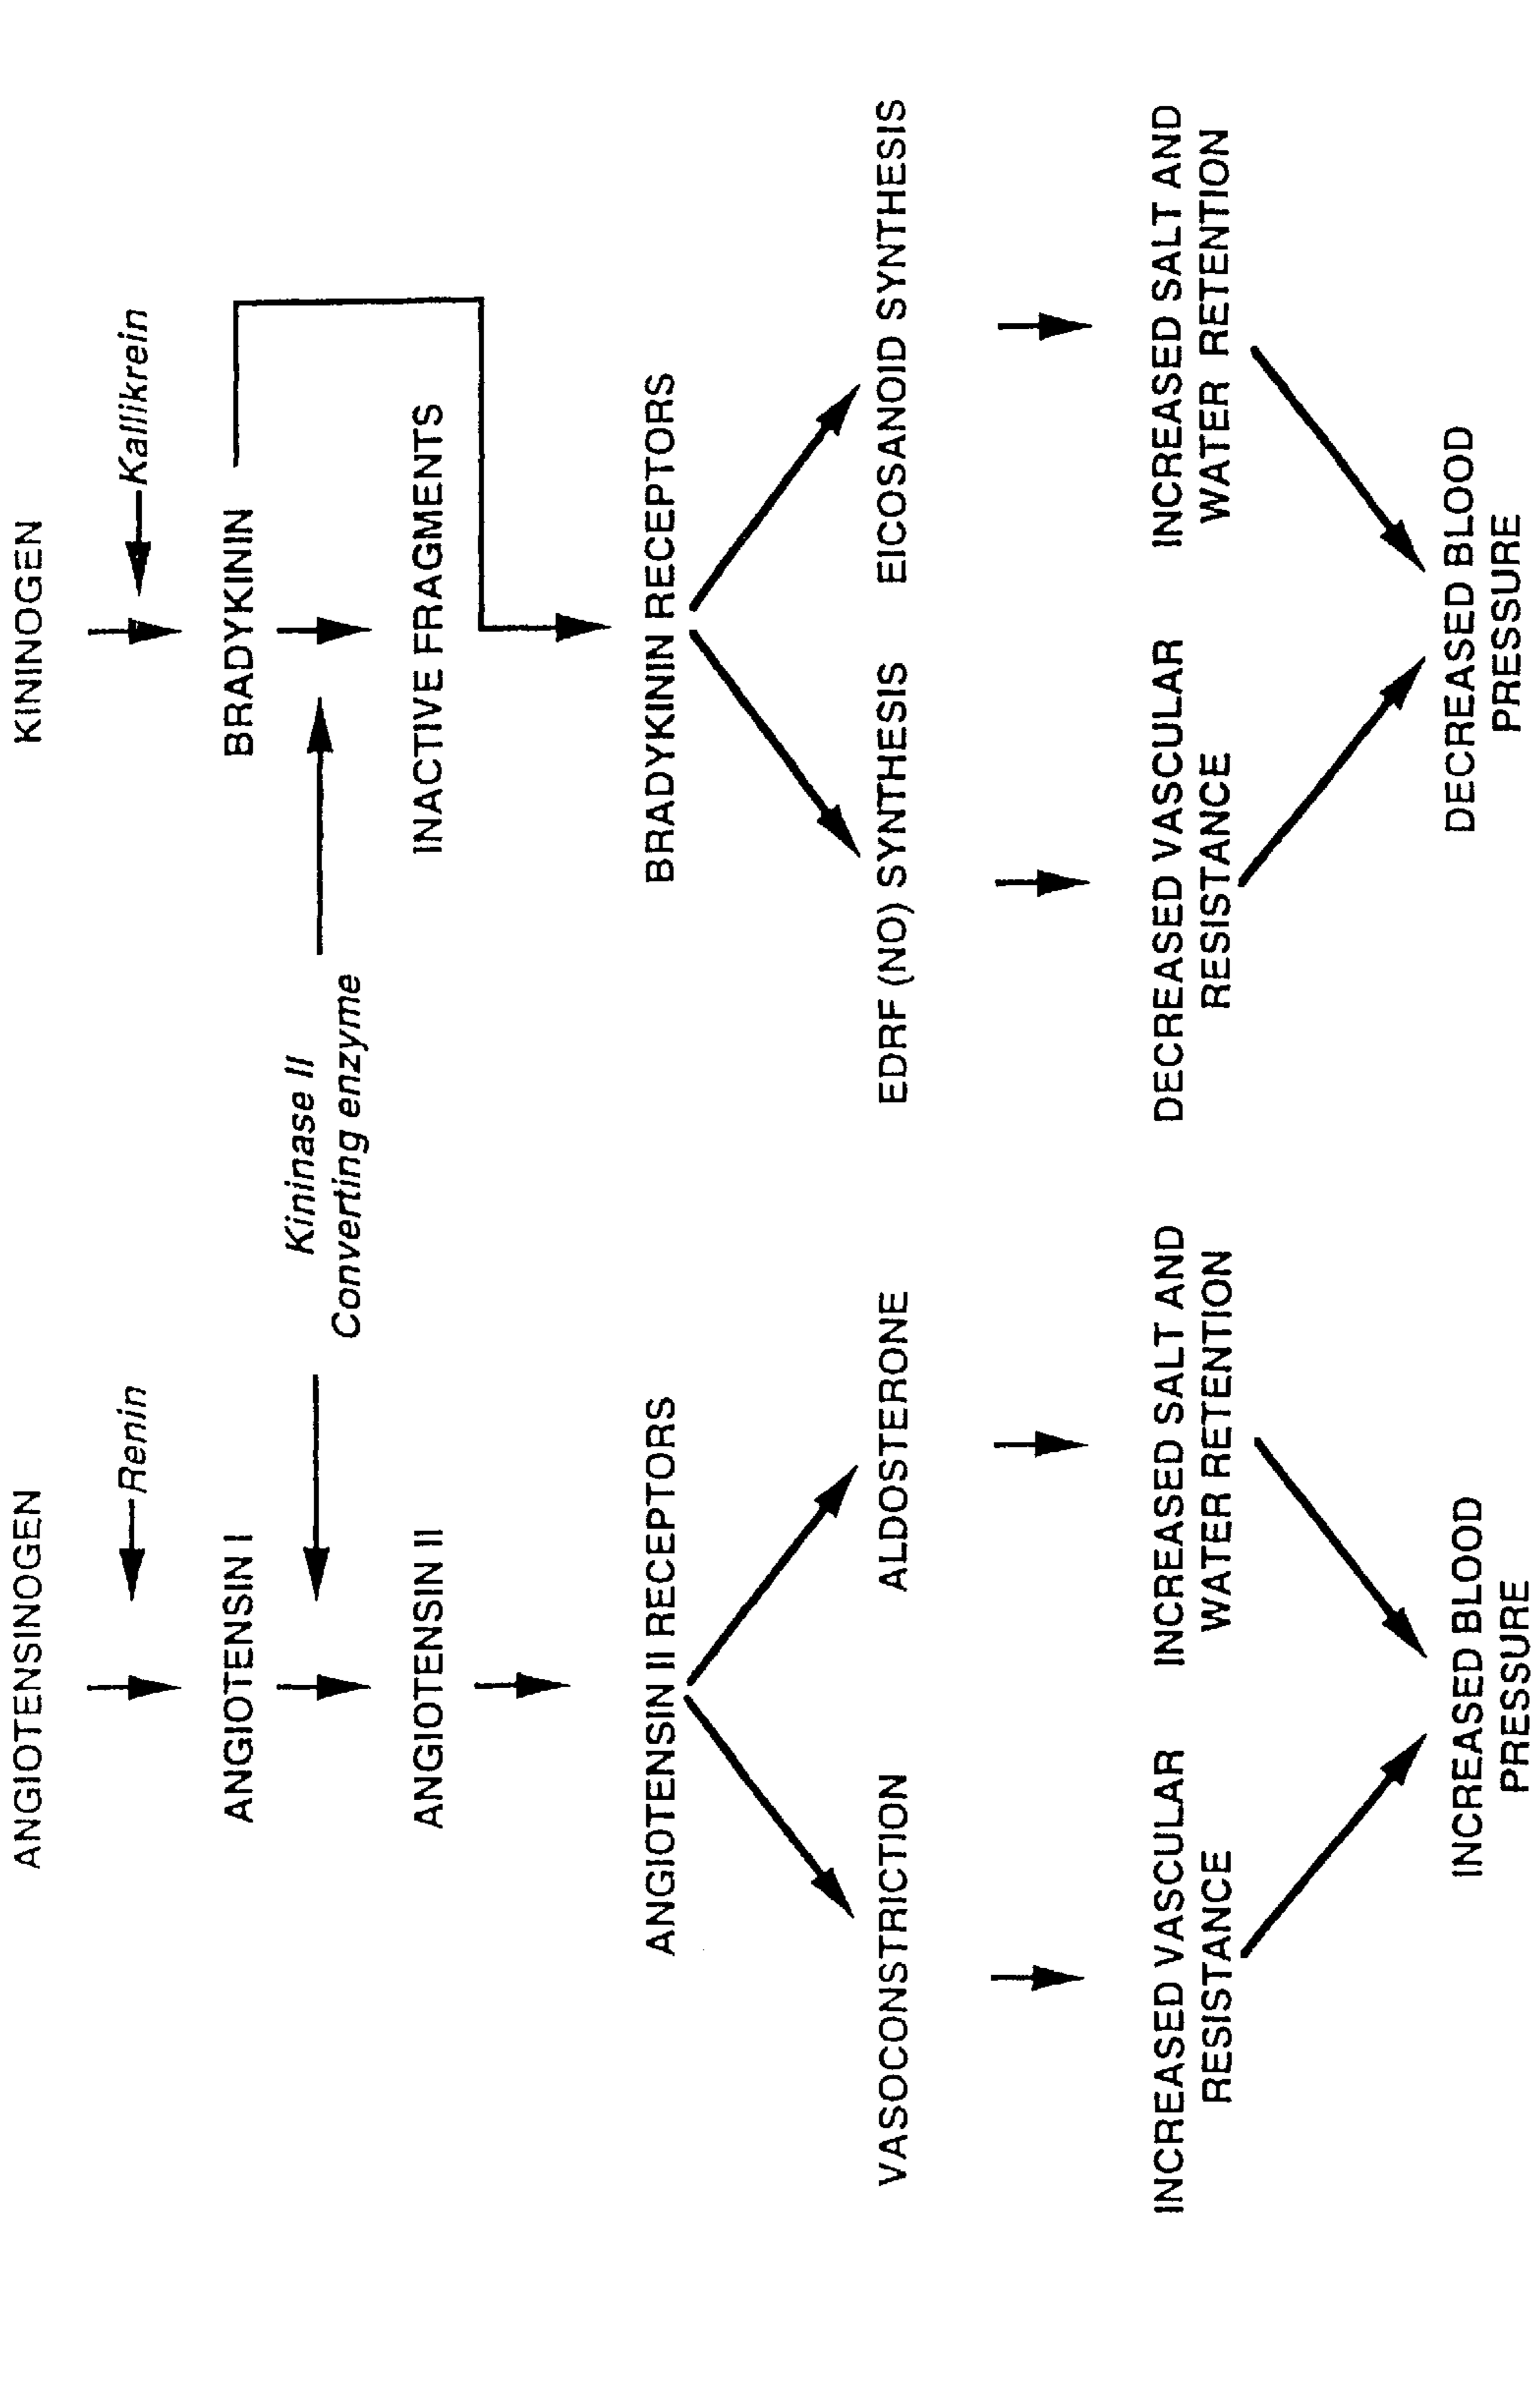 ANGIOTENSINOGEN
KININOGEN
Renin
Kallikrein
ANGIOTENSIN I
BRADYKININ
Kininase II
Converting enzyme
ANGIOTENSIN II
INACTIVE FRAGMENTS
ANGIOTENSIN II RECEPTORS
BRADYKININ RECEPTORS
VASOCONSTRICTION
ALDOSTERONE
EDRF (NO) SYNTHESIS
EICOSANOID SYNTHESIS
INCREASED VASCULAR
RESISTANCE
INCREASED SALT AND
WATER RETENTION
DECREASED VASCULAR
RESISTANCE
INCREASED SALT AND
WATER RETENTION
INCREASED BLOOD
PRESSURE
DECREASED BLOOD
PRESSURE